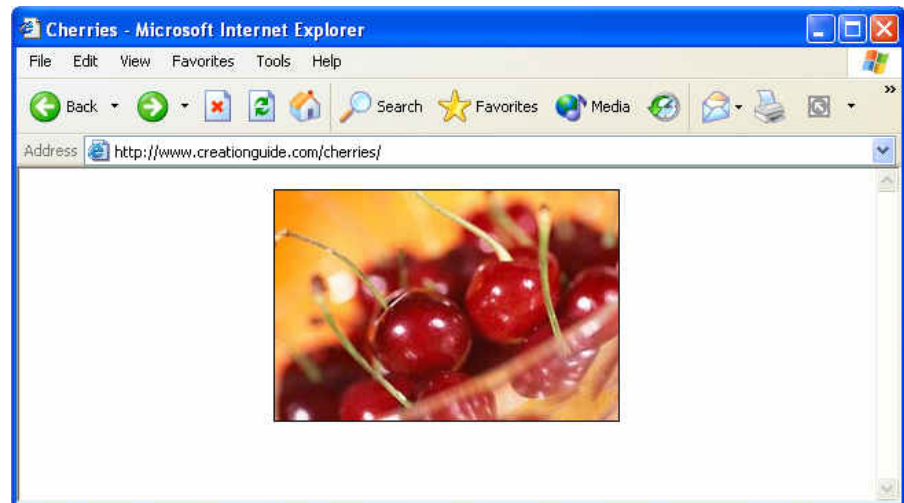 Cherries - Microsoft Internet Explorer
File Edit View Favorites Tools Help
Back Search Favorites Media »
Address http://www.creationguide.com/cherries/